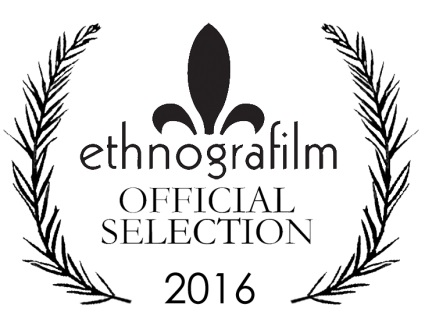 ethnografilm
OFFICIAL
SELECTION
2016